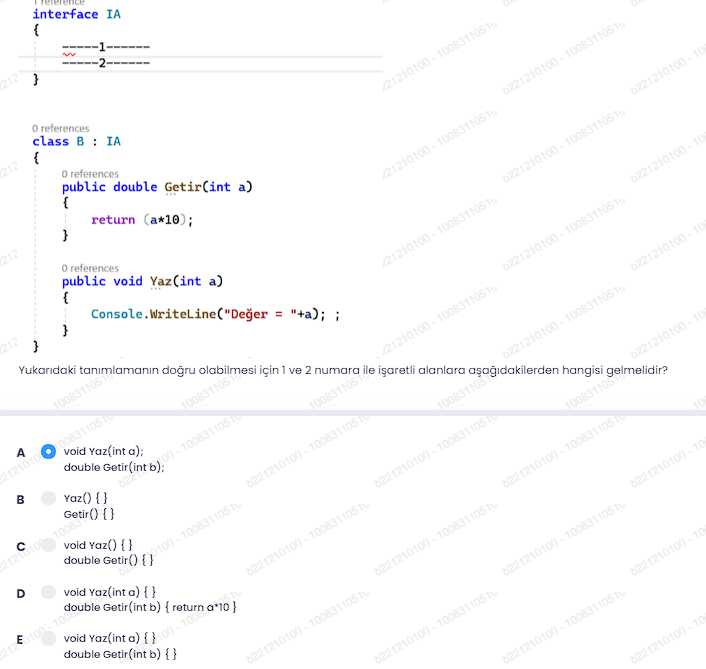 1 reference
interface IA
{
-----1------
-----2------
}
0 references
class B : IA
{
0 references
public double Getir(int a)
{
return (a*10);
}
0 references
public void Yaz(int a)
{
Console.WriteLine("Değer = "+a); ;
}
}
Yukarıdaki tanımlamanın doğru olabilmesi için 1 ve 2 numara ile işaretli alanlara aşağıdakilerden hangisi gelmelidir?
A void Yaz(int a);
double Getir(int b);
B Yaz() { }
Getir() { }
C void Yaz() { }
double Getir() { }
D void Yaz(int a) { }
double Getir(int b) { return a*10 }
E void Yaz(int a) { }
double Getir(int b) { }